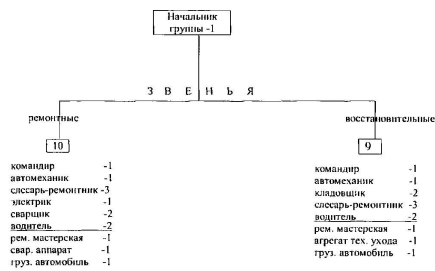 Начальник
группы -1
З В Е Н Ь Я
ремонтные
восстановительные
10
9
командир -1
автомеханик -1
слесарь-ремонтник -3
электрик -1
сварщик -2
водитель -2
рем. мастерская -1
свар. аппарат -1
груз. автомобиль -1
командир -1
автомеханик -1
кладовщик -2
слесарь-ремонтник -3
водитель -2
рем. мастерская -1
агрегат тех. ухода -1
груз. автомобиль -1